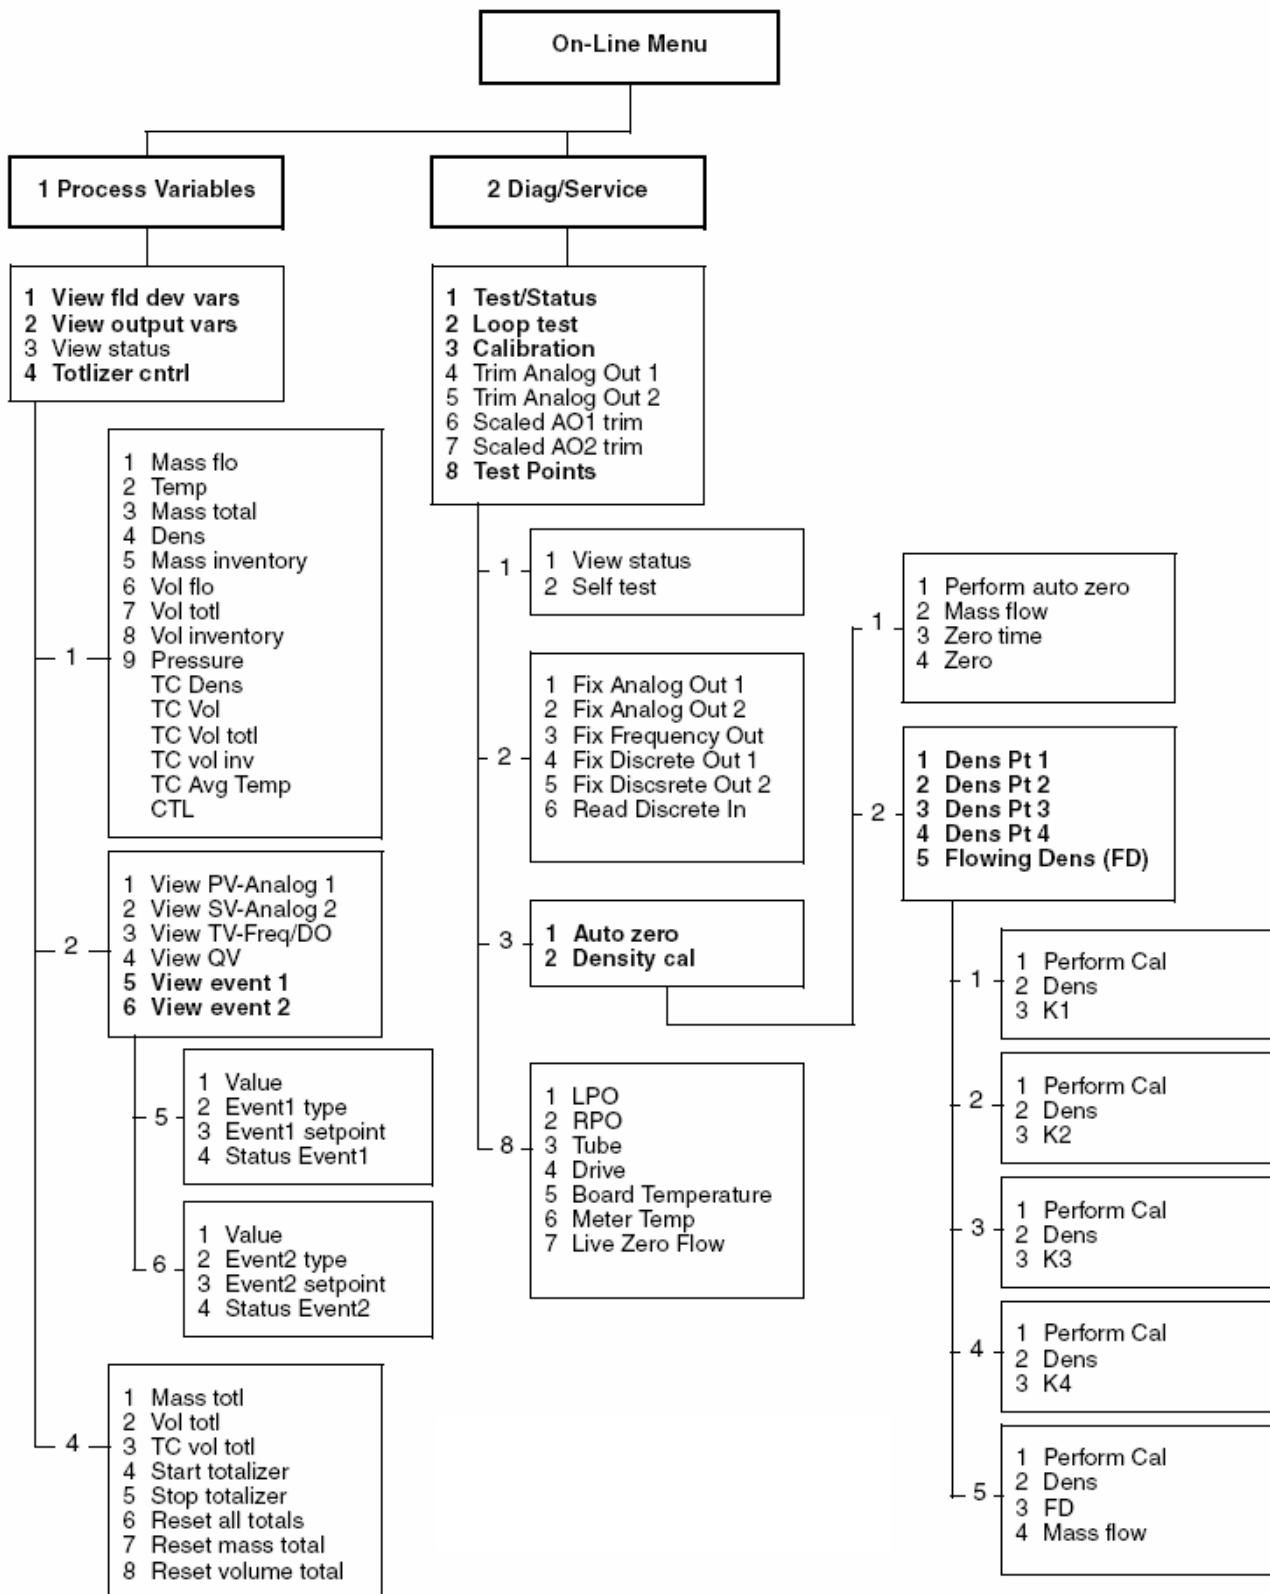 On-Line Menu
1 Process Variables
1 View fld dev vars
2 View output vars
3 View status
4 Totlizer cntrl
1
1 Mass flo
2 Temp
3 Mass total
4 Dens
5 Mass inventory
6 Vol flo
7 Vol totl
8 Vol inventory
9 Pressure
TC Dens
TC Vol
TC Vol totl
TC vol inv
TC Avg Temp
CTL
2
1 View PV-Analog 1
2 View SV-Analog 2
3 View TV-Freq/DO
4 View QV
5 View event 1
6 View event 2
5
1 Value
2 Event1 type
3 Event1 setpoint
4 Status Event1
6
1 Value
2 Event2 type
3 Event2 setpoint
4 Status Event2
4
1 Mass totl
2 Vol totl
3 TC vol totl
4 Start totalizer
5 Stop totalizer
6 Reset all totals
7 Reset mass total
8 Reset volume total
2 Diag/Service
1 Test/Status
2 Loop test
3 Calibration
4 Trim Analog Out 1
5 Trim Analog Out 2
6 Scaled AO1 trim
7 Scaled AO2 trim
8 Test Points
1
1 View status
2 Self test
2
1 Fix Analog Out 1
2 Fix Analog Out 2
3 Fix Frequency Out
4 Fix Discrete Out 1
5 Fix Discsrete Out 2
6 Read Discrete In
3
1 Auto zero
2 Density cal
8
1 LPO
2 RPO
3 Tube
4 Drive
5 Board Temperature
6 Meter Temp
7 Live Zero Flow
1
1 Perform auto zero
2 Mass flow
3 Zero time
4 Zero
2
1 Dens Pt 1
2 Dens Pt 2
3 Dens Pt 3
4 Dens Pt 4
5 Flowing Dens (FD)
1
1 Perform Cal
2 Dens
3 K1
2
1 Perform Cal
2 Dens
3 K2
3
1 Perform Cal
2 Dens
3 K3
4
1 Perform Cal
2 Dens
3 K4
5
1 Perform Cal
2 Dens
3 FD
4 Mass flow